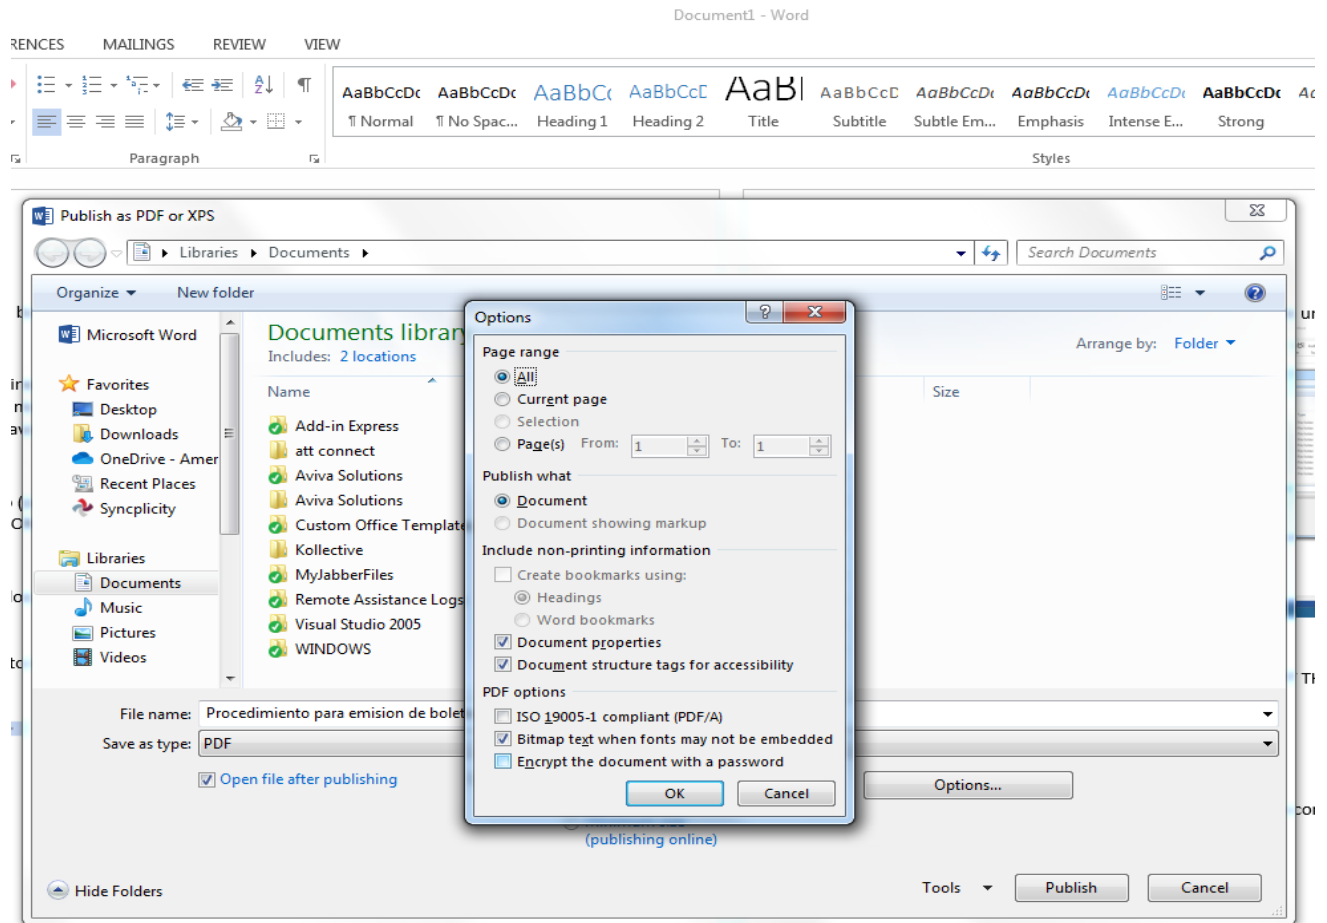 Document1 - Word
RENCES MAILINGS REVIEW VIEW
AaBbCcDc AaBbCcDc AaBbC( AaBbCcE AaB AaBbCcD AaBbCcDc AaBbCcDc AaBbCcDc AaBbCcDc
¶ Normal ¶ No Spac... Heading 1 Heading 2 Title Subtitle Subtle Em... Emphasis Intense E... Strong
Paragraph Styles
Publish as PDF or XPS
Libraries Documents Search Documents
Organize New folder
Microsoft Word
Favorites
Desktop
Downloads
OneDrive - Amer
Recent Places
Syncplicity
Libraries
Documents
Music
Pictures
Videos
Documents library
Includes: 2 locations
Arrange by: Folder
Name Size
Add-in Express
att connect
Aviva Solutions
Aviva Solutions
Custom Office Template
Kollective
MyJabberFiles
Remote Assistance Logs
Visual Studio 2005
WINDOWS
Options
Page range
All
Current page
Selection
Page(s) From: 1 To: 1
Publish what
Document
Document showing markup
Include non-printing information
Create bookmarks using:
Headings
Word bookmarks
Document properties
Document structure tags for accessibility
PDF options
ISO 19005-1 compliant (PDF/A)
Bitmap text when fonts may not be embedded
Encrypt the document with a password
OK Cancel
File name: Procedimiento para emision de bolet
Save as type: PDF
Open file after publishing
Options...
(publishing online)
Hide Folders
Tools Publish Cancel